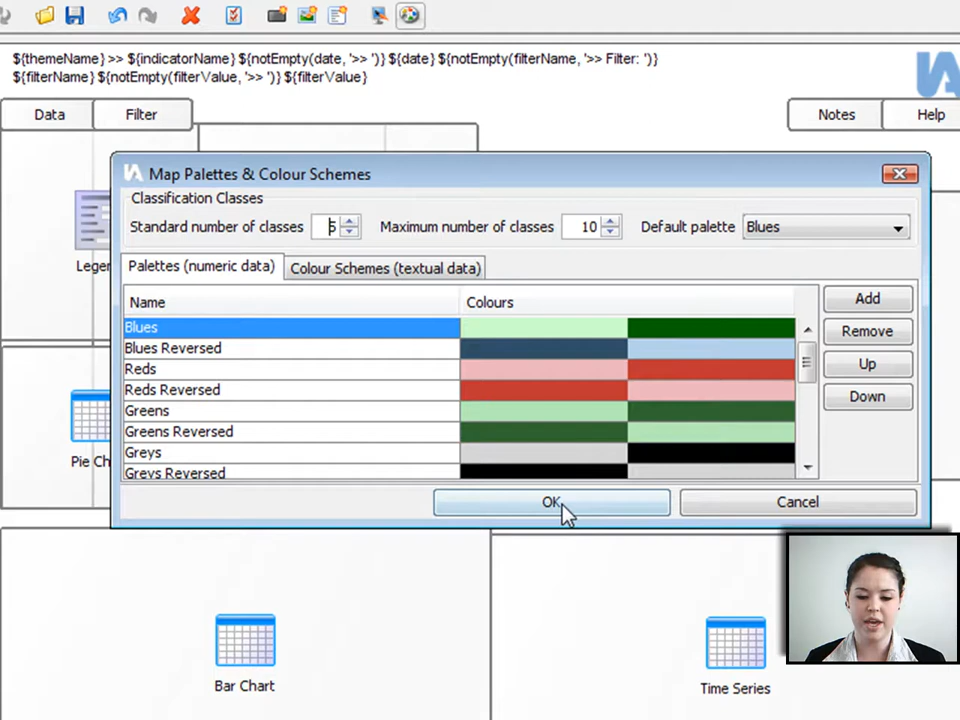 ${themeName} >> ${indicatorName} ${notEmpty(date, '>> ')} ${date} ${notEmpty(filterName, '>> Filter: ')}
${filterName} ${notEmpty(filterValue, '>> ')} ${filterValue}
Data Filter Notes Help
Map Palettes & Colour Schemes
Classification Classes
Standard number of classes 5 Maximum number of classes 10 Default palette Blues
Palettes (numeric data) Colour Schemes (textual data)
Name Colours Add
Blues
Blues Reversed Remove
Reds Up
Reds Reversed Down
Greens
Greens Reversed
Greys
Greys Reversed
OK Cancel
Pie Ch
Bar Chart
Time Series